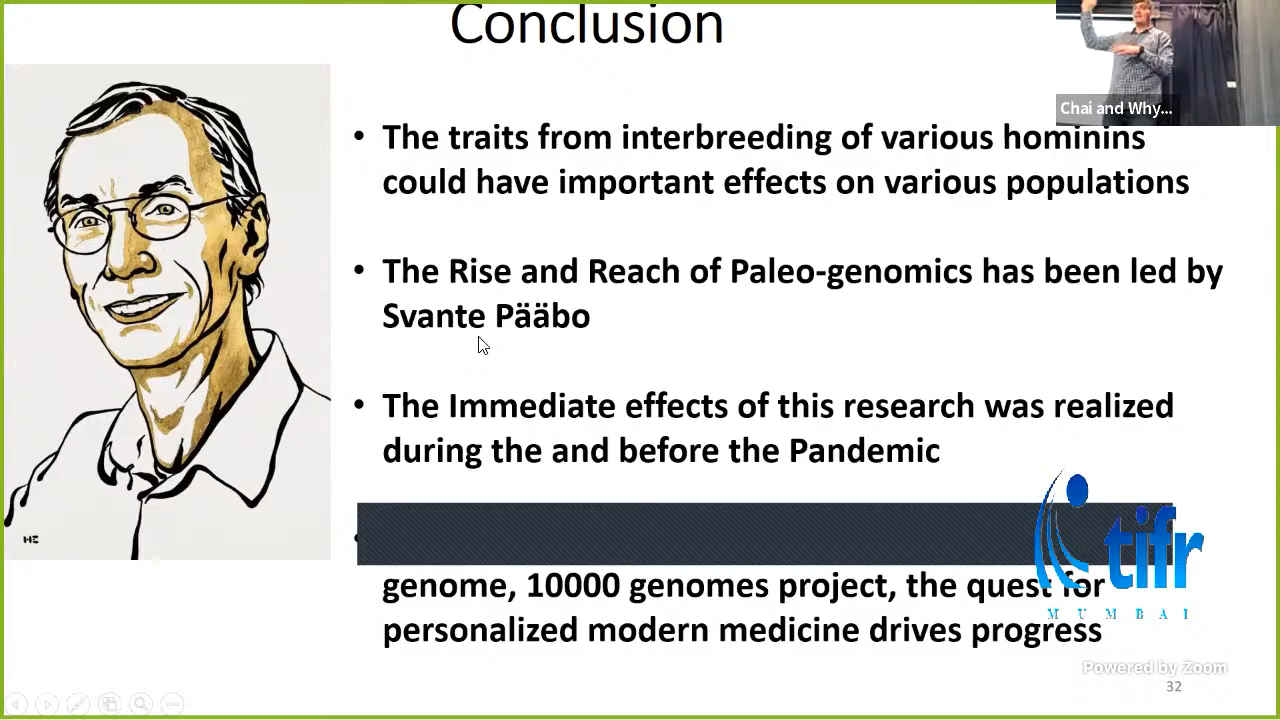 Conclusion
Chai and Why...
• The traits from interbreeding of various hominins
could have important effects on various populations
• The Rise and Reach of Paleo-genomics has been led by
Svante Pääbo
• The Immediate effects of this research was realized
during the and before the Pandemic
genome, 10000 genomes project, the quest for
personalized modern medicine drives progress
tifr
MUMBAI
Powered by Zoom
32